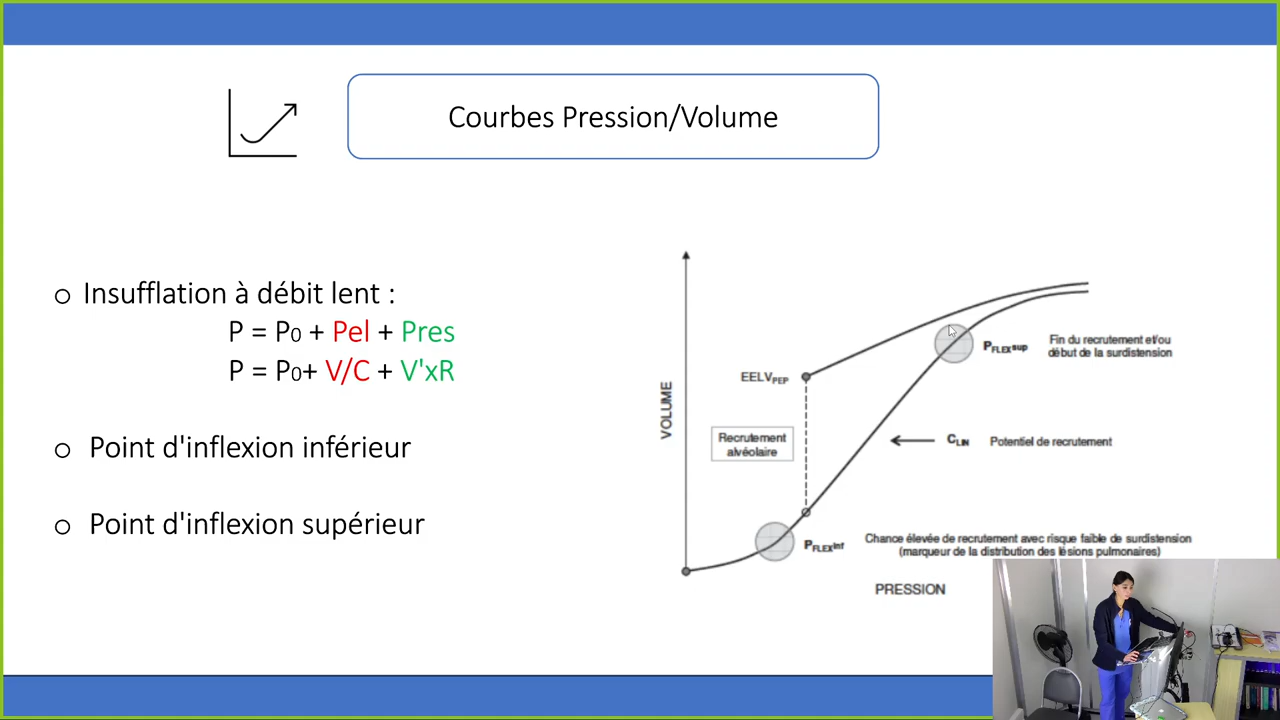 Courbes Pression/Volume
o Insufflation à débit lent :
P = P0 + Pel + Pres
P = P0+ V/C + V'xR
o Point d'inflexion inférieur
o Point d'inflexion supérieur
VOLUME
EELVPEP
Recrutement
alvéolaire
PFLEXsup
Fin du recrutement et/ou
début de la surdistension
CLIN
Potentiel de recrutement
PFLEXinf
Chance élevée de recrutement avec risque faible de surdistension
(marqueur de la distribution des lésions pulmonaires)
PRESSION